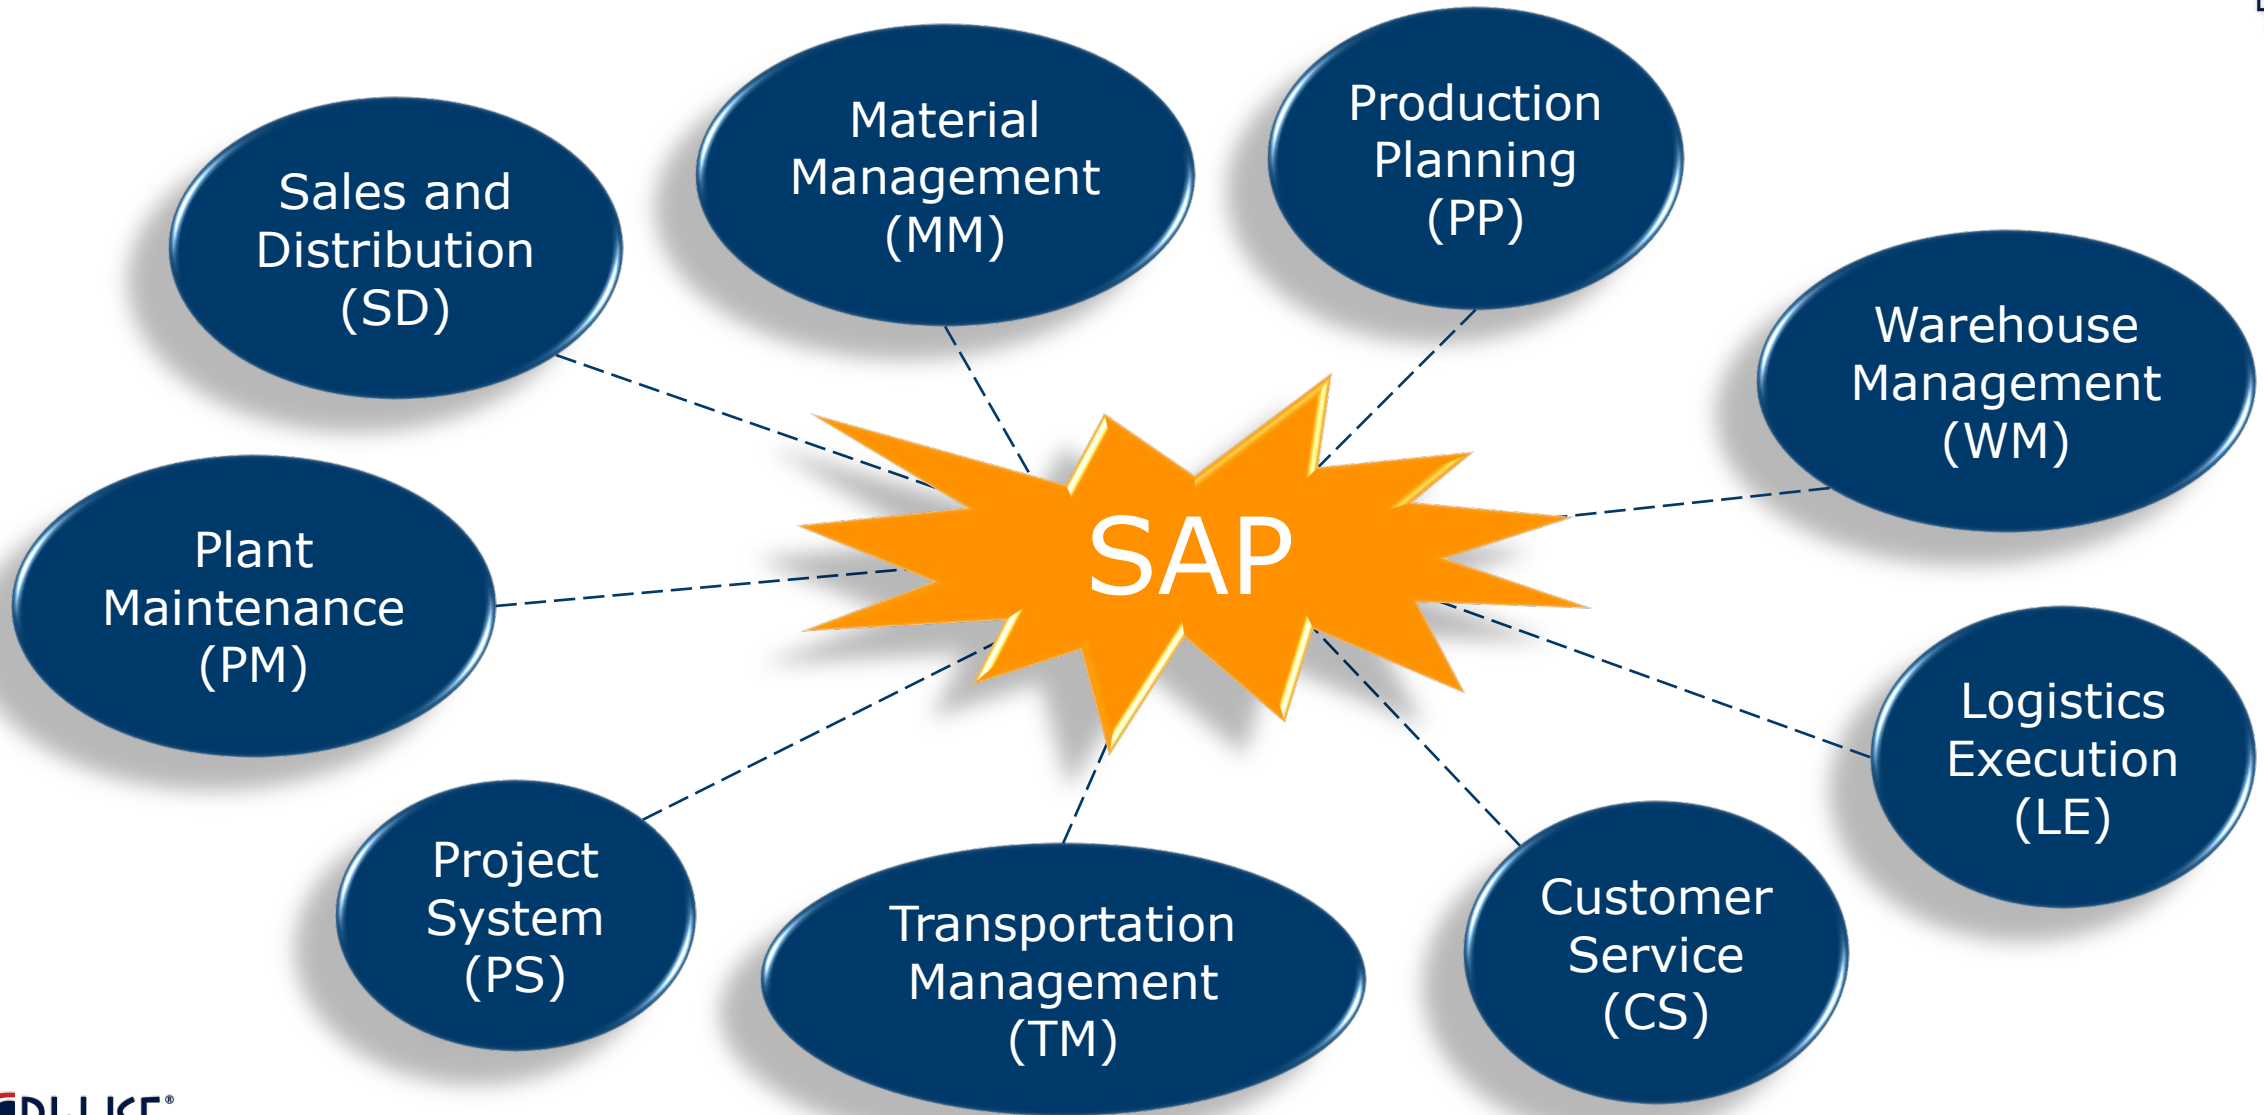 Sales and
Distribution
(SD)
Material
Management
(MM)
Production
Planning
(PP)
Warehouse
Management
(WM)
Plant
Maintenance
(PM)
SAP
Logistics
Execution
(LE)
Project
System
(PS)
Transportation
Management
(TM)
Customer
Service
(CS)